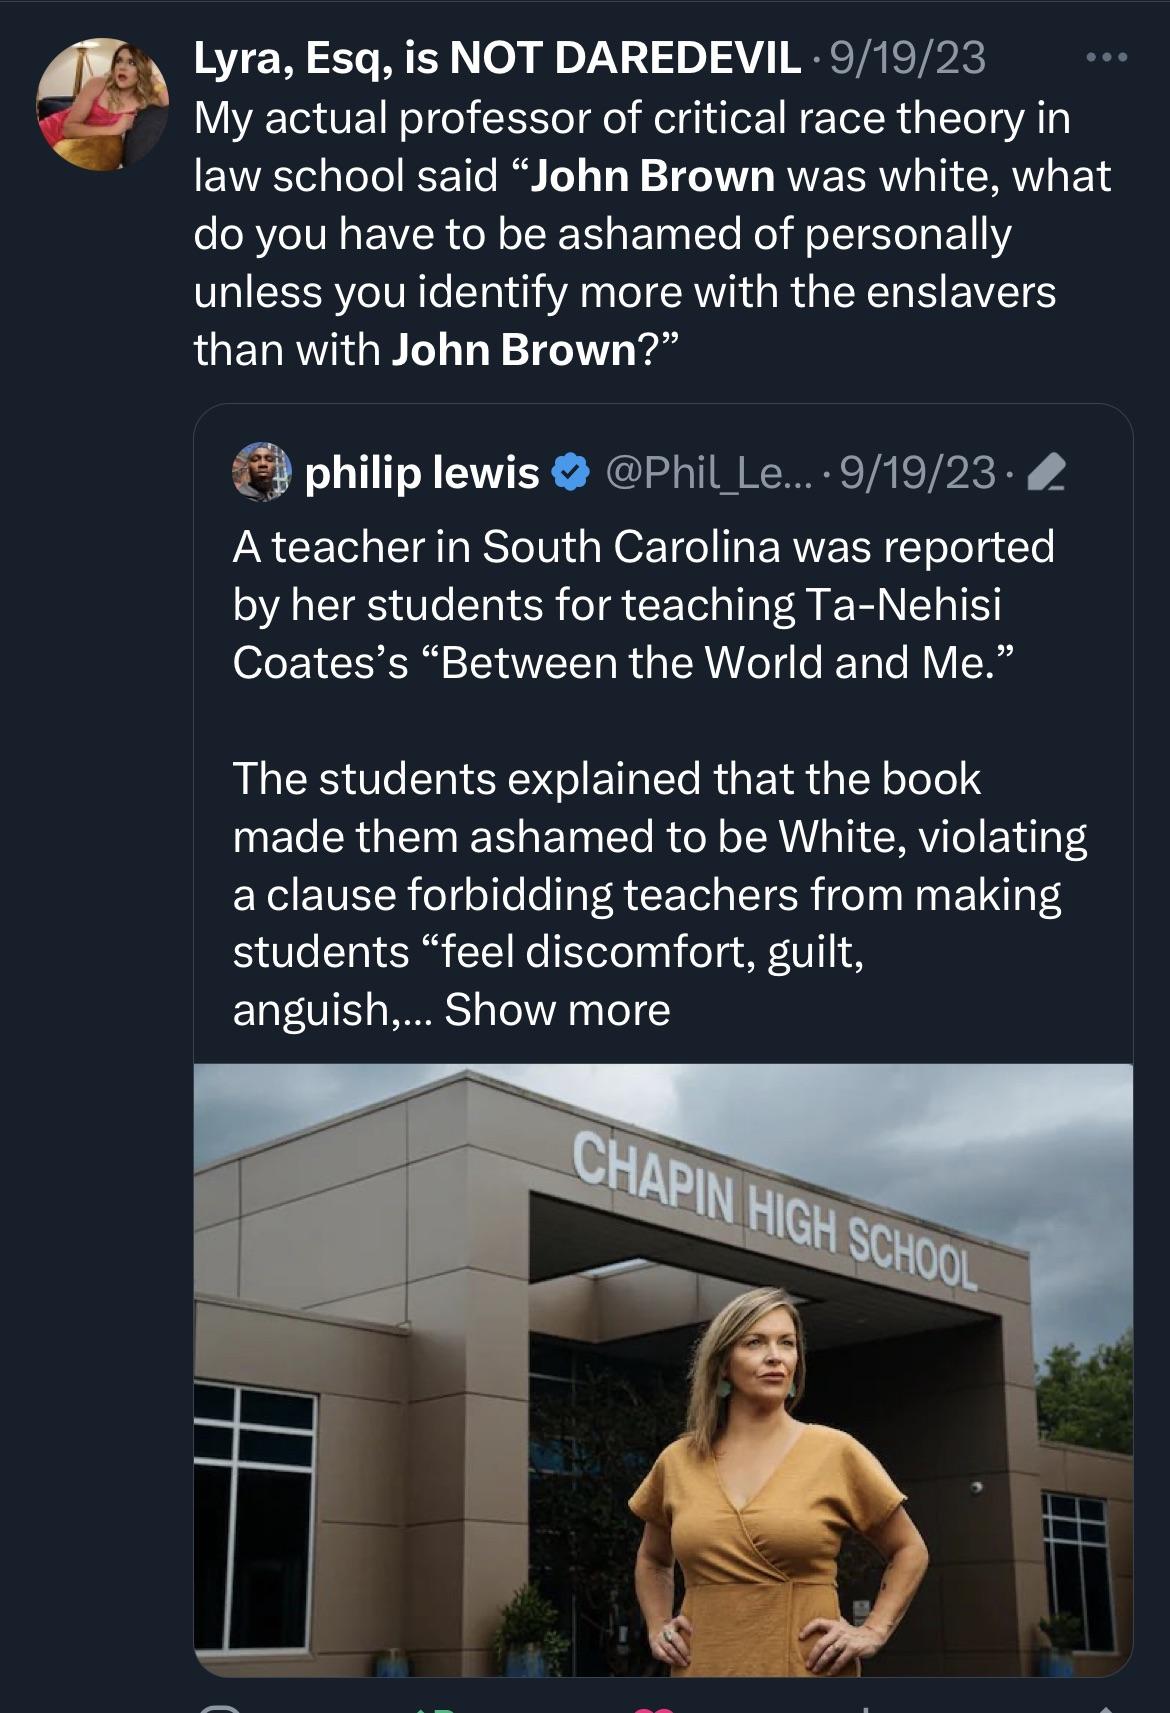 Lyra, Esq, is NOT DAREDEVIL · 9/19/23
My actual professor of critical race theory in
law school said “John Brown was white, what
do you have to be ashamed of personally
unless you identify more with the enslavers
than with John Brown?”
philip lewis @Phil_Le... · 9/19/23 ·
A teacher in South Carolina was reported
by her students for teaching Ta-Nehisi
Coates’s “Between the World and Me.”
The students explained that the book
made them ashamed to be White, violating
a clause forbidding teachers from making
students “feel discomfort, guilt,
anguish,... Show more
CHAPIN HIGH SCHOOL